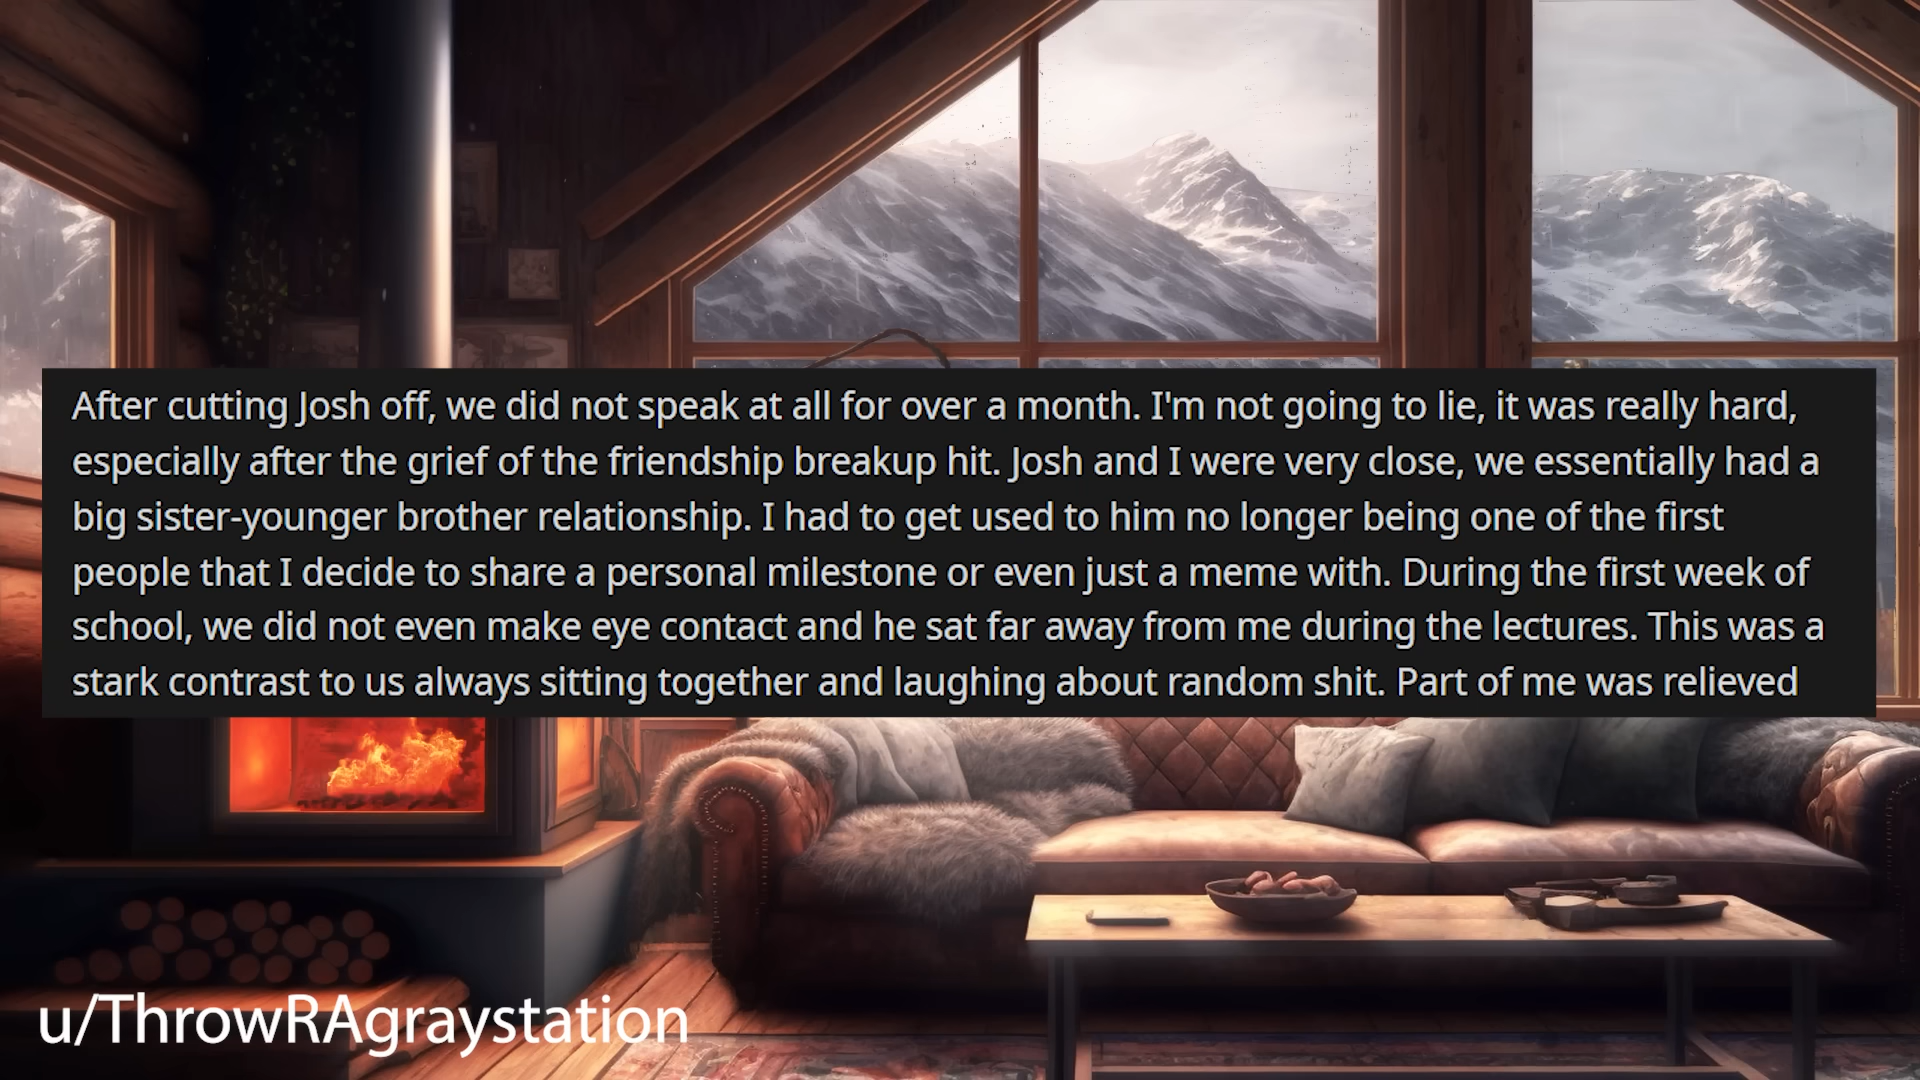 After cutting Josh off, we did not speak at all for over a month. I'm not going to lie, it was really hard,
especially after the grief of the friendship breakup hit. Josh and I were very close, we essentially had a
big sister-younger brother relationship. I had to get used to him no longer being one of the first
people that I decide to share a personal milestone or even just a meme with. During the first week of
school, we did not even make eye contact and he sat far away from me during the lectures. This was a
stark contrast to us always sitting together and laughing about random shit. Part of me was relieved
u/ThrowRAgraystation